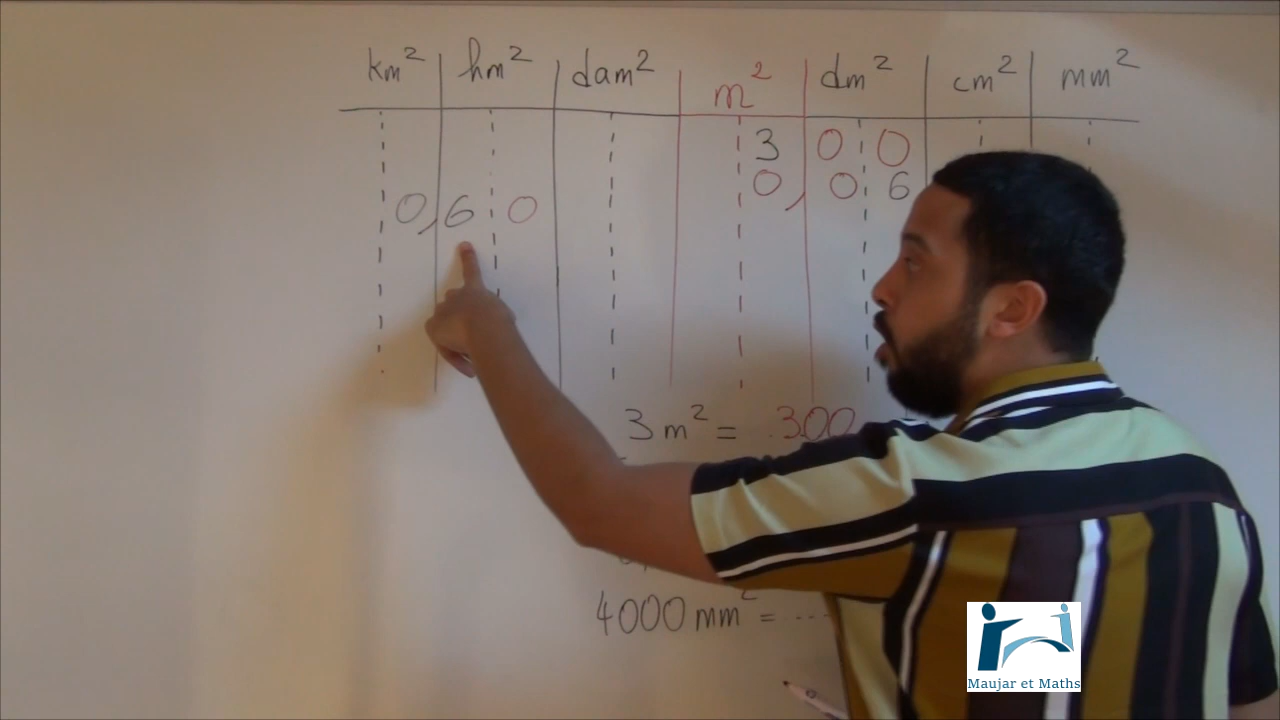 km² hm² dam² m² dm² cm² mm²
3 0 0
0, 0 6
0, 6 0
3 m² = 300
4000 mm² = ....
Maujar et Maths